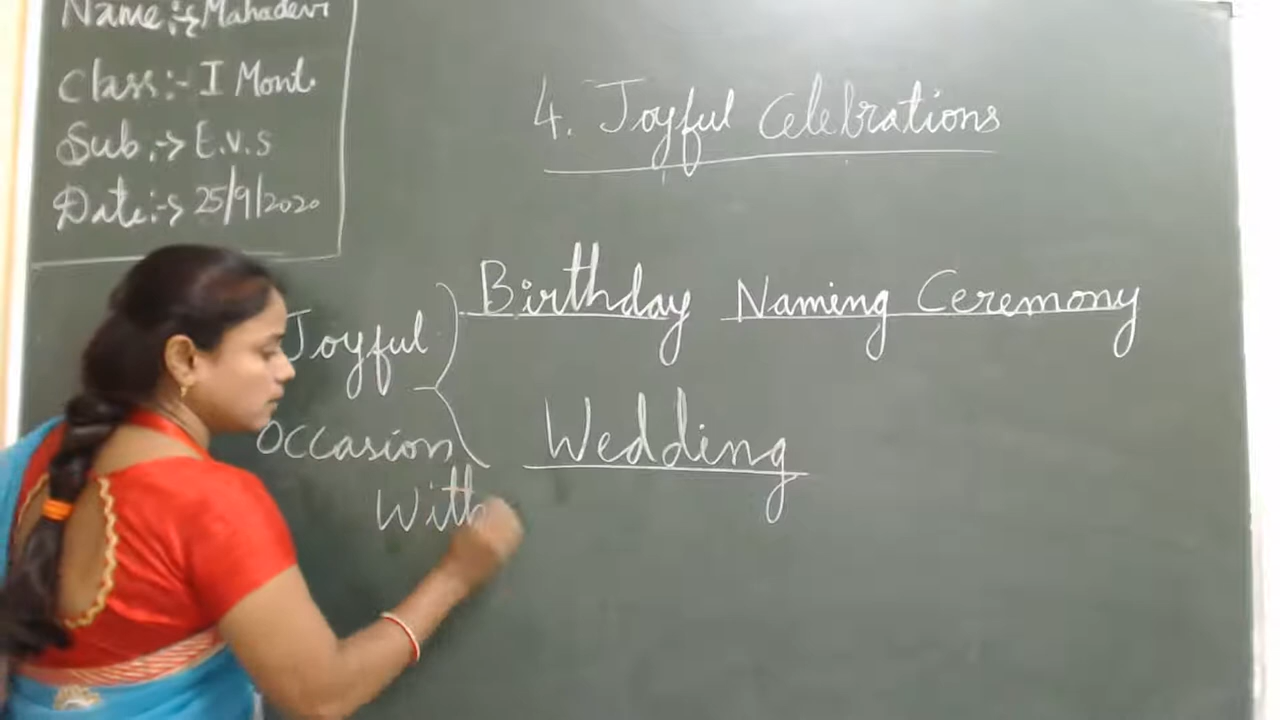 Name :-> Mahadevi
Class :- I Mont.
Sub :-> E.v.s
Date :-> 25/9/2020
4. Joyful Celebrations
Birthday Naming Ceremony
Joyful
Occasion Wedding
With